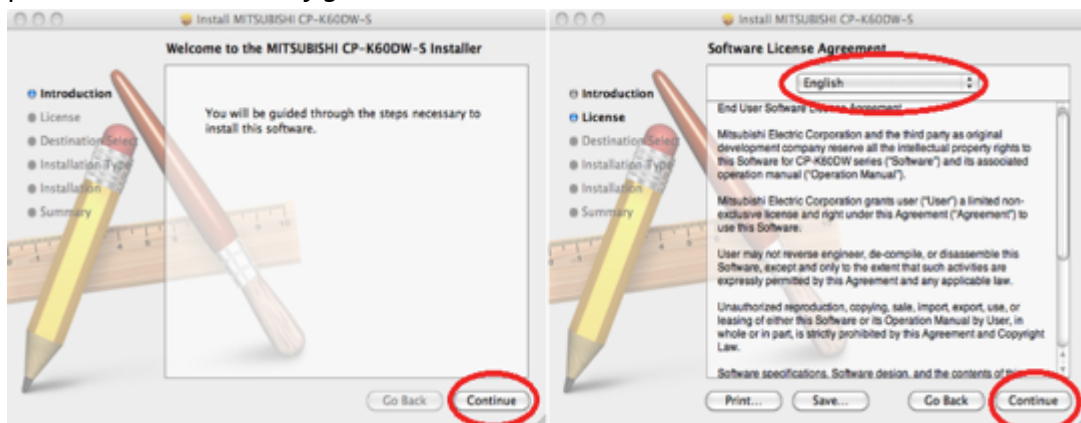 Install MITSUBISHI CP-K60DW-S
Welcome to the MITSUBISHI CP-K60DW-S Installer
Introduction
License
Destination Select
Installation Type
Installation
Summary
You will be guided through the steps necessary to
install this software.
Go Back
Continue
Install MITSUBISHI CP-K60DW-S
Software License Agreement
English
Introduction
License
Destination Select
Installation Type
Installation
Summary
End User Software License Agreement
Mitsubishi Electric Corporation and the third party as original
development company reserve all the intellectual property rights to
this Software for CP-K60DW series ("Software") and its associated
operation manual ("Operation Manual").
Mitsubishi Electric Corporation grants user ("User") a limited non-
exclusive license and right under this Agreement ("Agreement") to
use this Software.
User may not reverse engineer, de-compile, or disassemble this
Software, except and only to the extent that such activities are
expressly permitted by this Agreement and any applicable law.
Unauthorized reproduction, copying, sale, import, export, use, or
leasing of either this Software or its Operation Manual by User, in
whole or in part, is strictly prohibited by this Agreement and Copyright
Law.
Software specifications, Software design, and the contents of this
Print...
Save...
Go Back
Continue